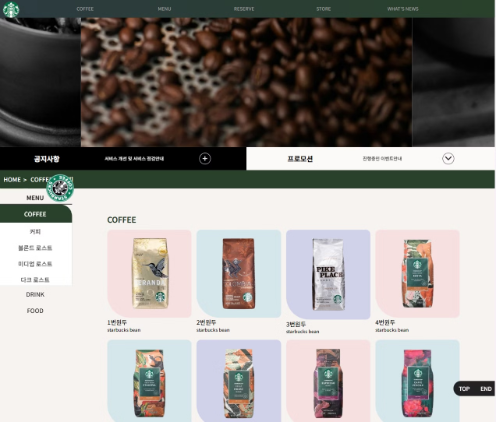 COFFEE MENU RESERVE STORE WHAT'S NEWS
공지사항 서비스 개선 및 서비스 점검안내 프로모션 진행중인 이벤트안내
HOME > COFFEE
MENU
COFFEE
커피
블론드 로스트
미디엄 로스트
다크 로스트
DRINK
FOOD
COFFEE
PIKE PLACE
1번원두 2번원두 3번원두 4번원두
starbucks bean starbucks bean starbucks bean starbucks bean
TOP END